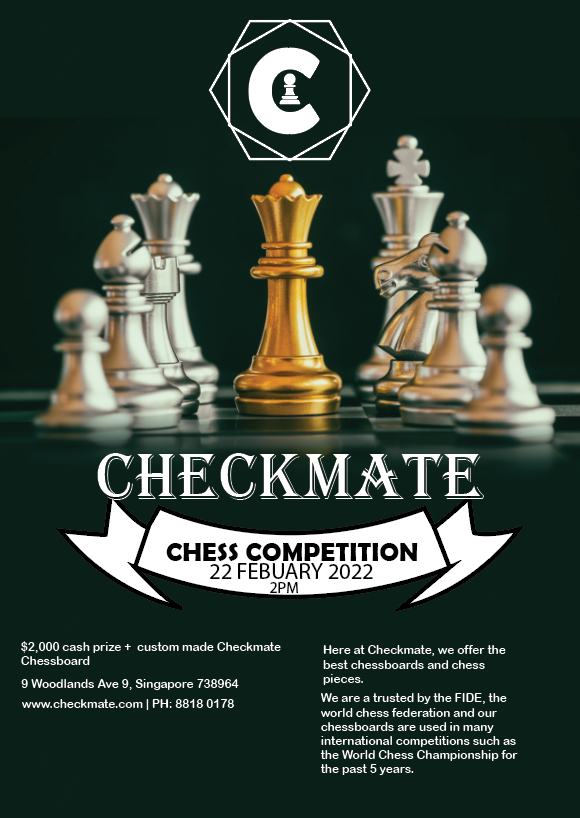 C
CHECKMATE
CHESS COMPETITION
22 FEBUARY 2022
2PM
$2,000 cash prize + custom made Checkmate
Chessboard
9 Woodlands Ave 9, Singapore 738964
www.checkmate.com | PH: 8818 0178
Here at Checkmate, we offer the
best chessboards and chess
pieces.
We are a trusted by the FIDE, the
world chess federation and our
chessboards are used in many
international competitions such as
the World Chess Championship for
the past 5 years.